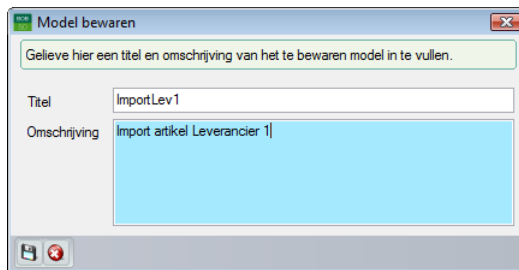 Model bewaren
Gelieve hier een titel en omschrijving van het te bewaren model in te vullen.
Titel
ImportLev1
Omschrijving
Import artikel Leverancier 1